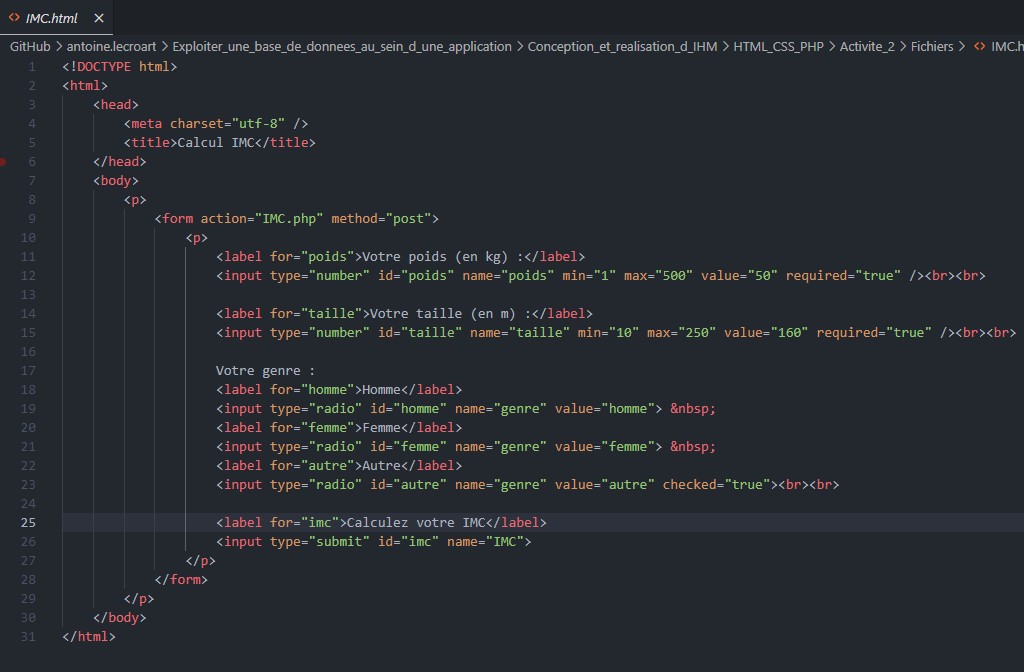 <> IMC.html ×
GitHub > antoine.lecroart > Exploiter_une_base_de_donnees_au_sein_d_une_application > Conception_et_realisation_d_IHM > HTML_CSS_PHP > Activite_2 > Fichiers > <> IMC.h
1 <!DOCTYPE html>
2 <html>
3 <head>
4 <meta charset="utf-8" />
5 <title>Calcul IMC</title>
6 </head>
7 <body>
8 <p>
9 <form action="IMC.php" method="post">
10 <p>
11 <label for="poids">Votre poids (en kg) :</label>
12 <input type="number" id="poids" name="poids" min="1" max="500" value="50" required="true" /><br><br>
13
14 <label for="taille">Votre taille (en m) :</label>
15 <input type="number" id="taille" name="taille" min="10" max="250" value="160" required="true" /><br><br>
16
17 Votre genre :
18 <label for="homme">Homme</label>
19 <input type="radio" id="homme" name="genre" value="homme"> &nbsp;
20 <label for="femme">Femme</label>
21 <input type="radio" id="femme" name="genre" value="femme"> &nbsp;
22 <label for="autre">Autre</label>
23 <input type="radio" id="autre" name="genre" value="autre" checked="true"><br><br>
24
25 <label for="imc">Calculez votre IMC</label>
26 <input type="submit" id="imc" name="IMC">
27 </p>
28 </form>
29 </p>
30 </body>
31 </html>